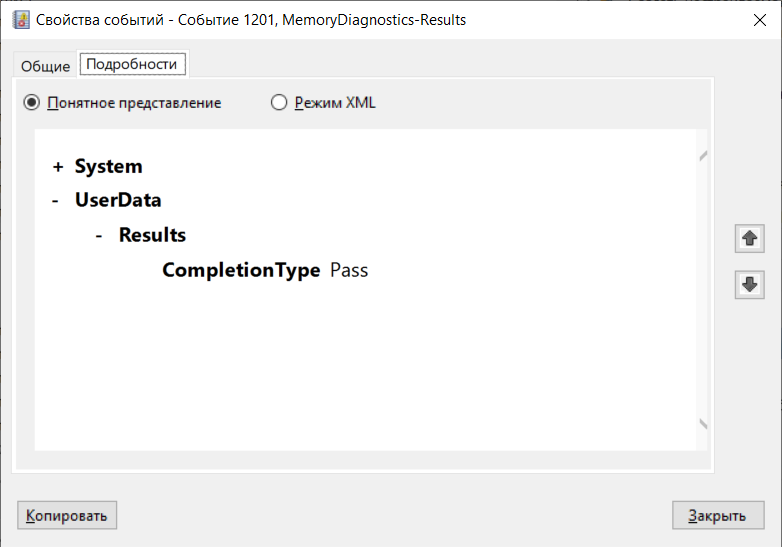 Свойства событий - Событие 1201, MemoryDiagnostics-Results
Общие
Подробности
Понятное представление
Режим XML
+ System
- UserData
- Results
CompletionType Pass
Копировать
Закрыть